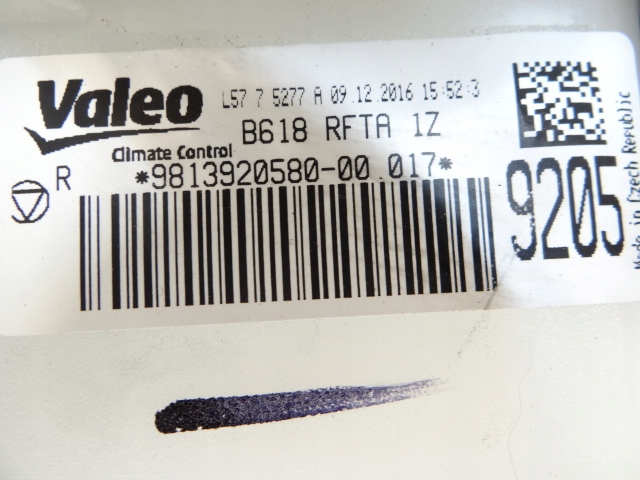 Valeo
Climate Control
L57 7 5277 A 09.12.2016 15:52:3
B618 RFTA 1Z
R
*9813920580-00.017*
9205
Made in Czech Republic